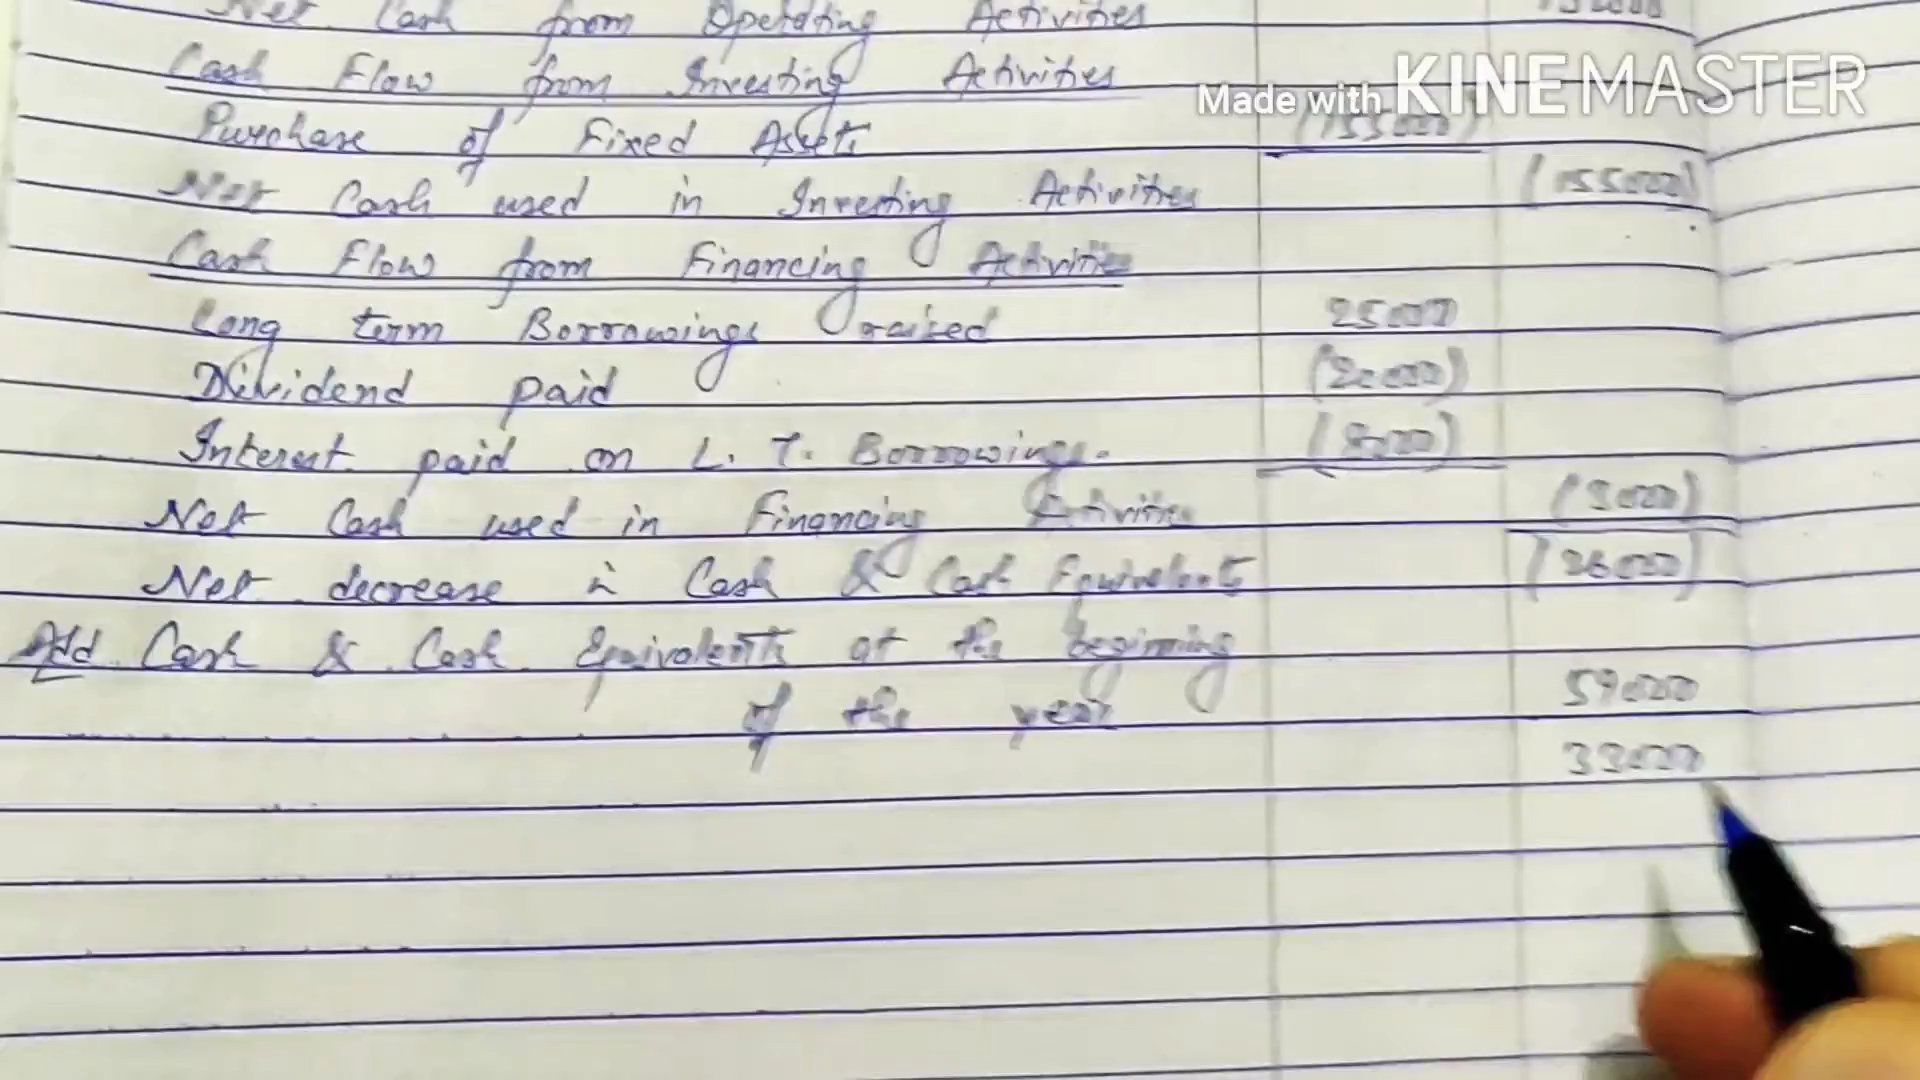 Net Cash from Operating Activities 132000
Cash Flow from Investing Activities
Made with KINEMASTER
Purchase of Fixed Assets (155000)
Net Cash used in Investing Activities (155000)
Cash Flow from Financing Activities
Long term Borrowings raised 25000
Dividend paid (20000)
Interest paid on L. T. Borrowings. (8000)
Net Cash used in Financing Activities (3000)
Net decrease in Cash & Cash Equivalents (26000)
Add Cash & Cash Equivalents at the beginning
of the year 59000
33000